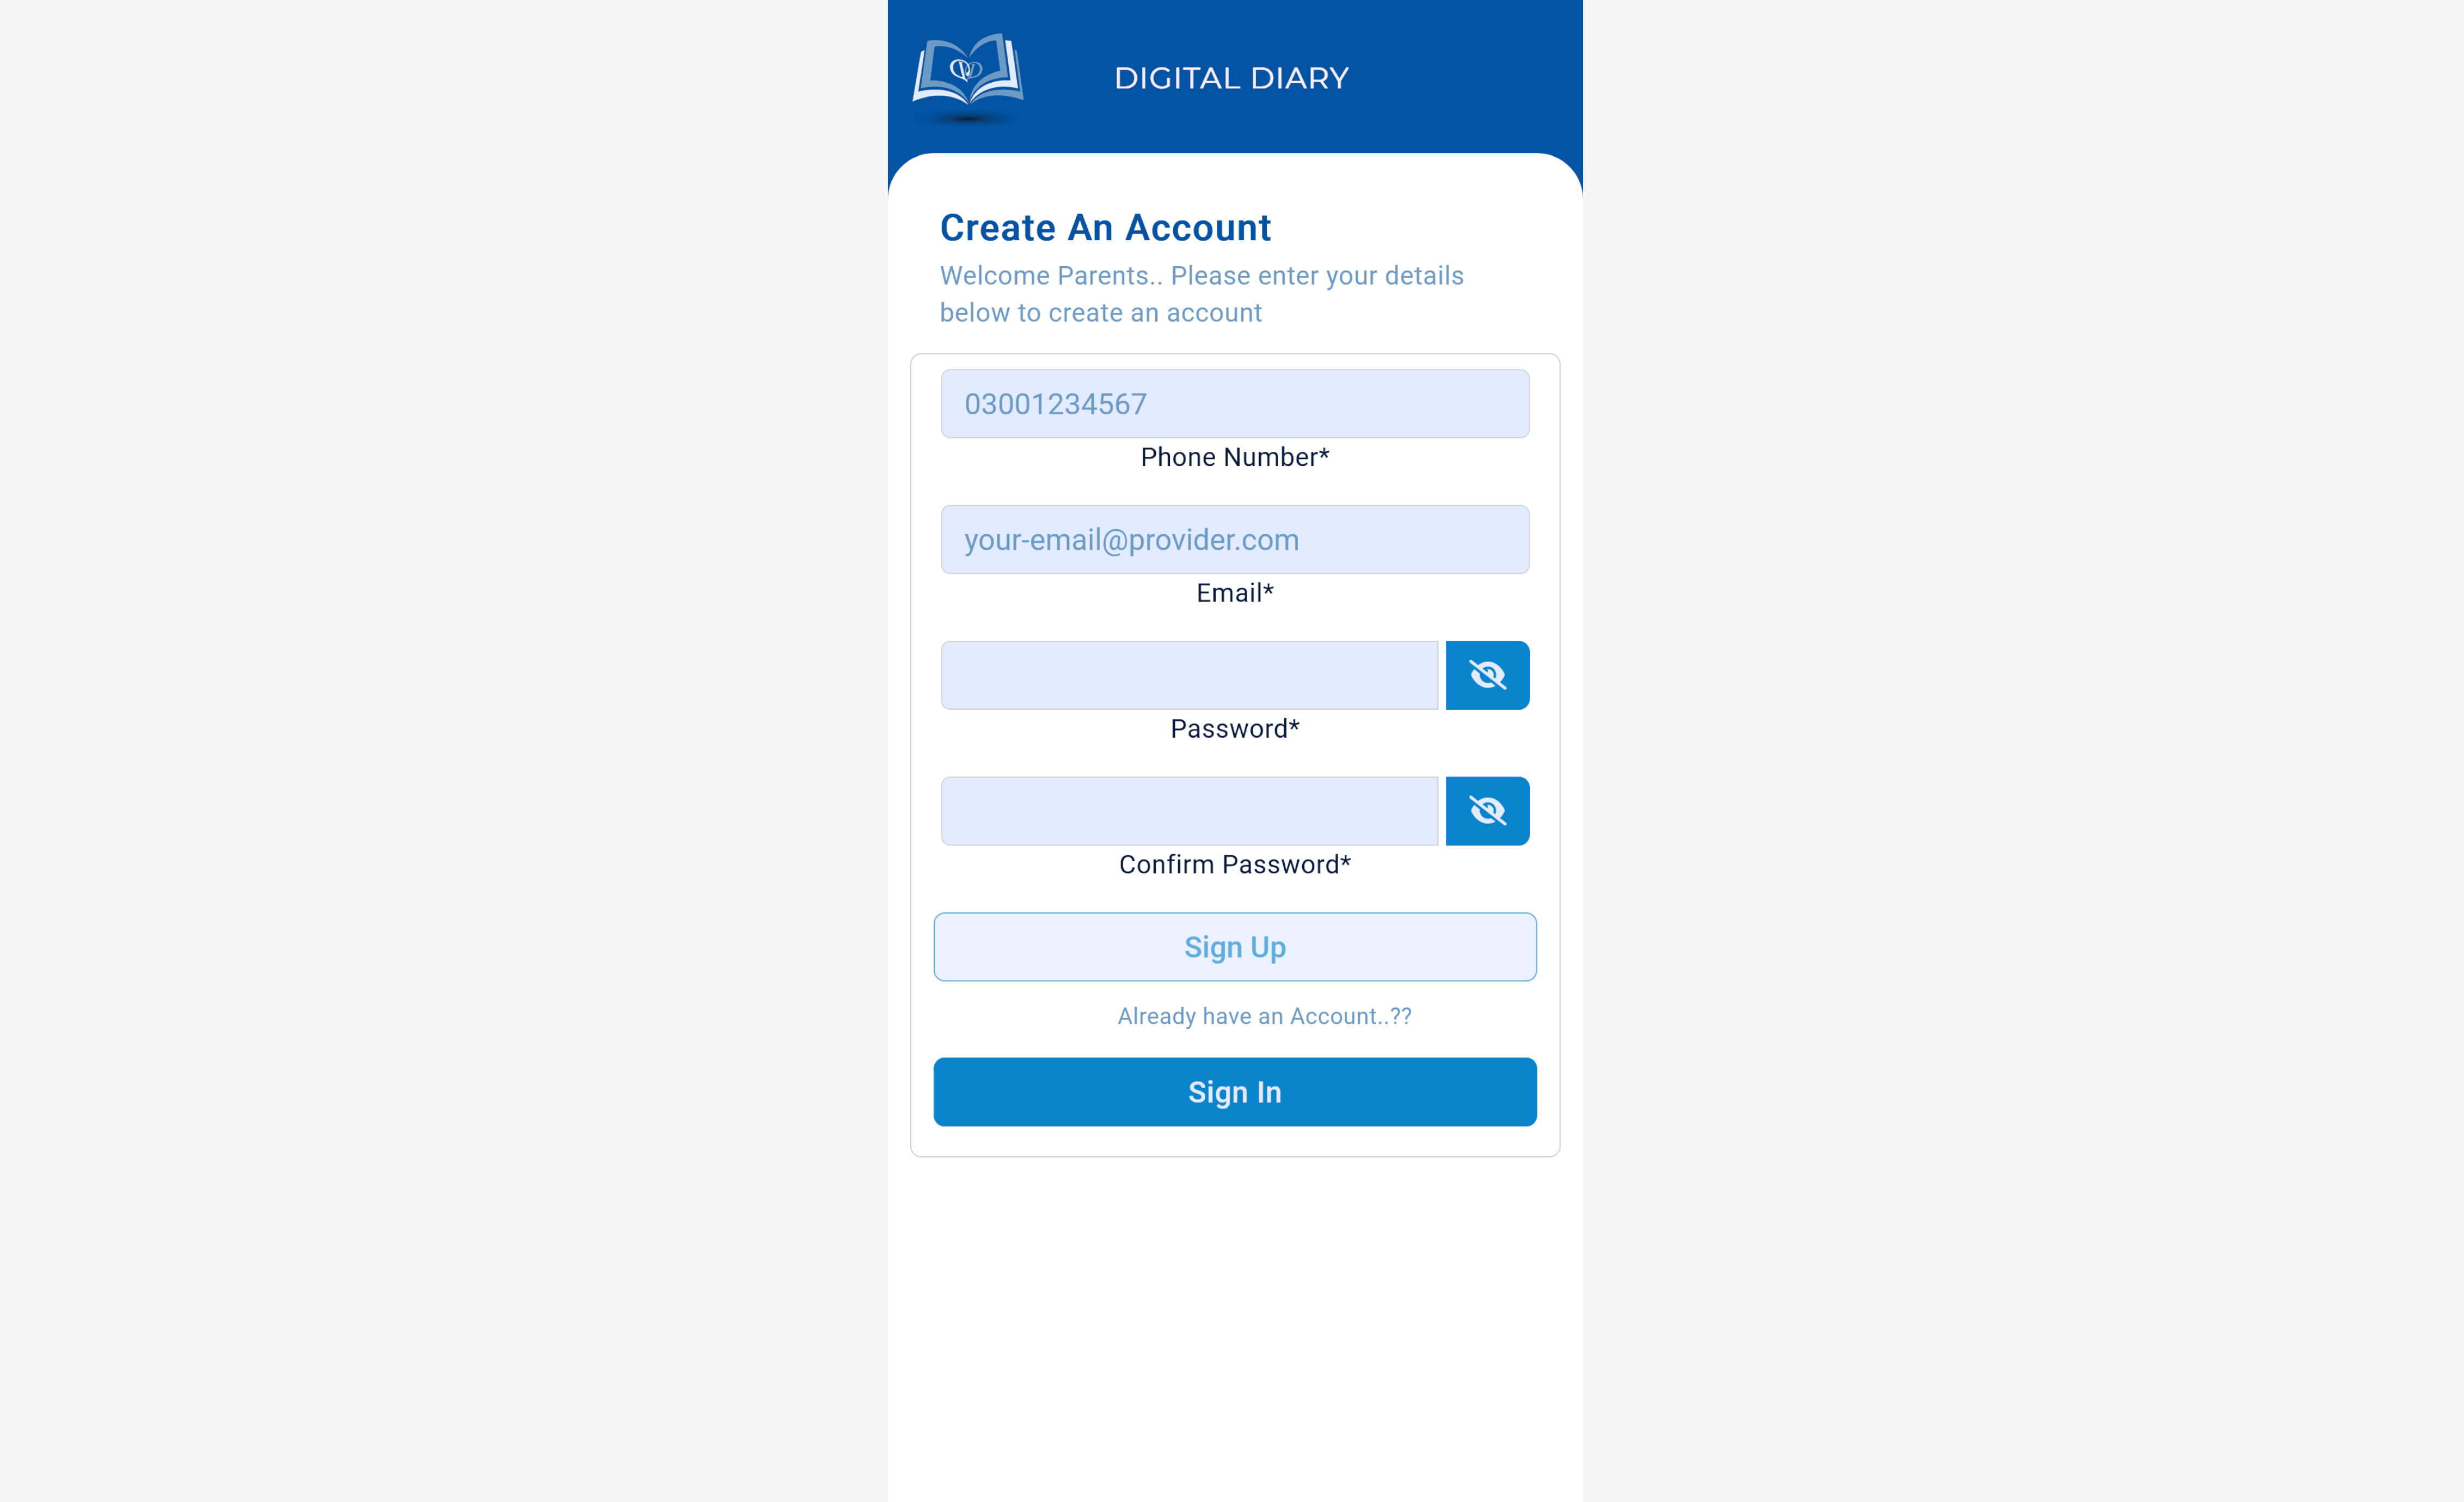 DIGITAL DIARY
Create An Account
Welcome Parents.. Please enter your details
below to create an account
03001234567
Phone Number*
your-email@provider.com
Email*
Password*
Confirm Password*
Sign Up
Already have an Account..??
Sign In